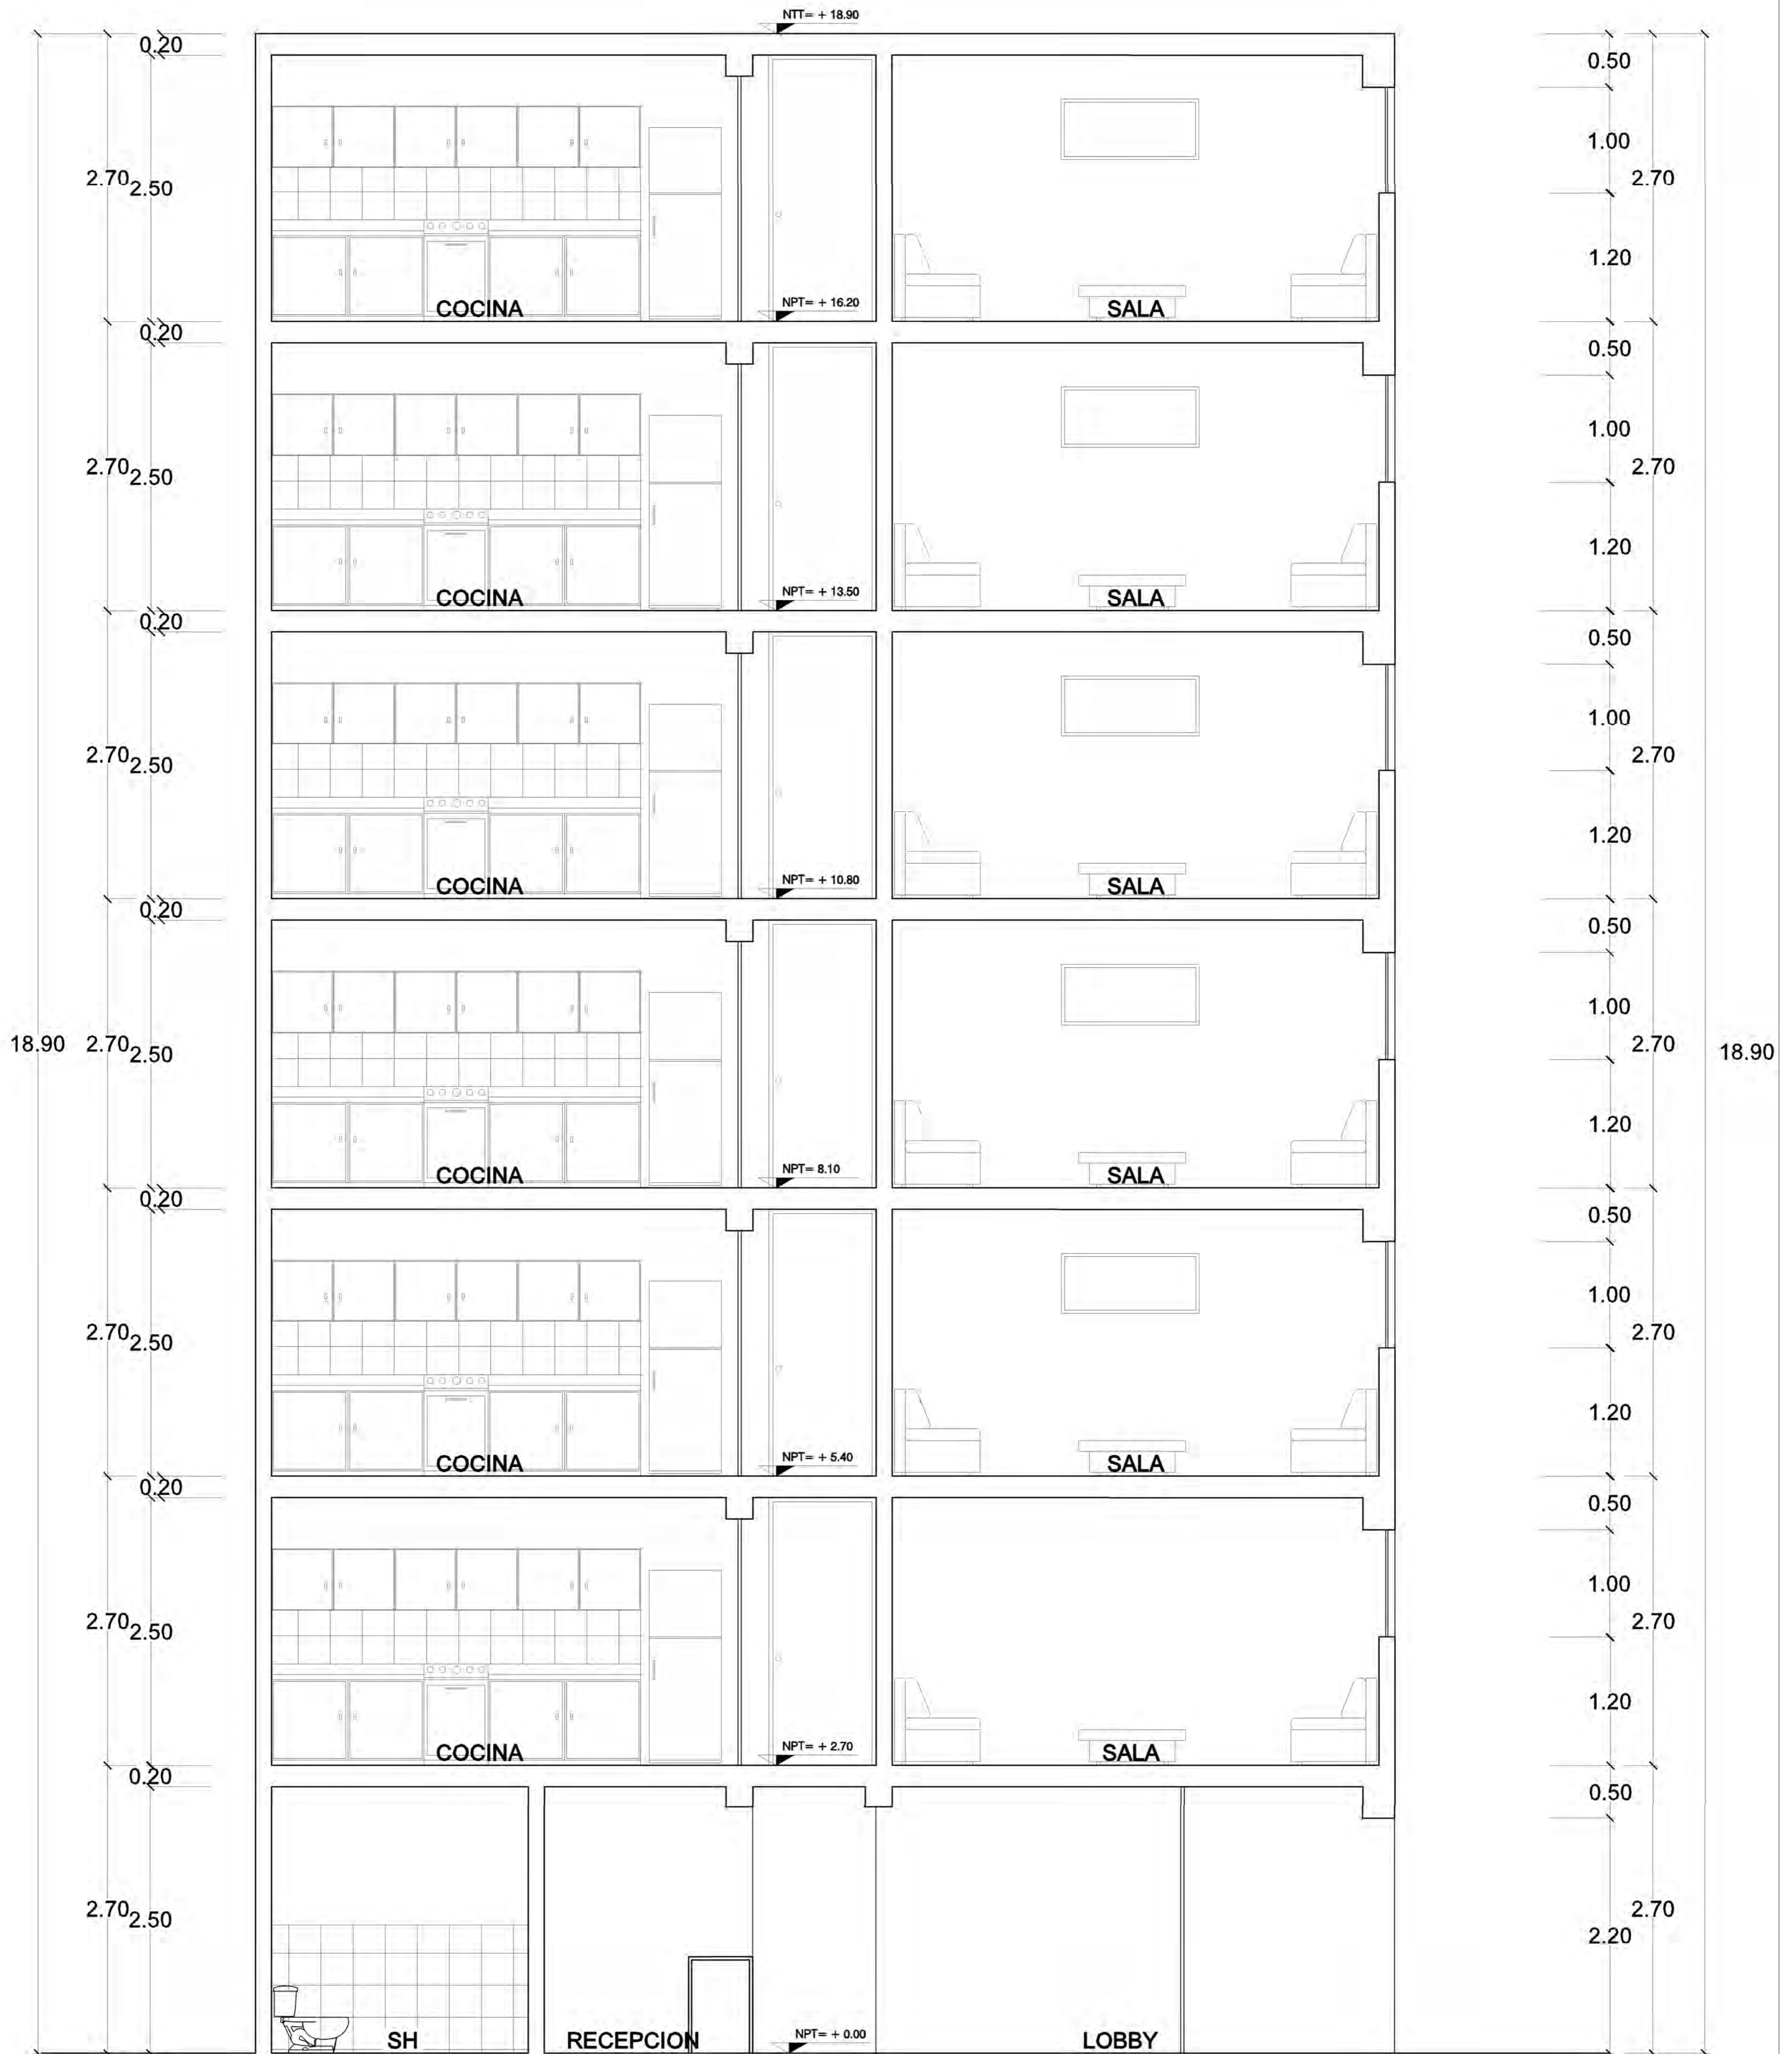 NTT= + 18.90
0.20
0.50
1.00
2.70
2.50
2.70
1.20
COCINA
NPT= + 16.20
SALA
0.20
0.50
1.00
2.70
2.50
2.70
1.20
COCINA
NPT= + 13.50
SALA
0.20
0.50
1.00
2.70
2.50
2.70
1.20
COCINA
NPT= + 10.80
SALA
0.20
0.50
1.00
18.90
2.70
2.50
2.70
18.90
1.20
COCINA
NPT= 8.10
SALA
0.20
0.50
1.00
2.70
2.50
2.70
1.20
COCINA
NPT= + 5.40
SALA
0.20
0.50
1.00
2.70
2.50
2.70
1.20
COCINA
NPT= + 2.70
SALA
0.20
0.50
2.70
2.50
2.70
2.20
SH
RECEPCION
NPT= + 0.00
LOBBY